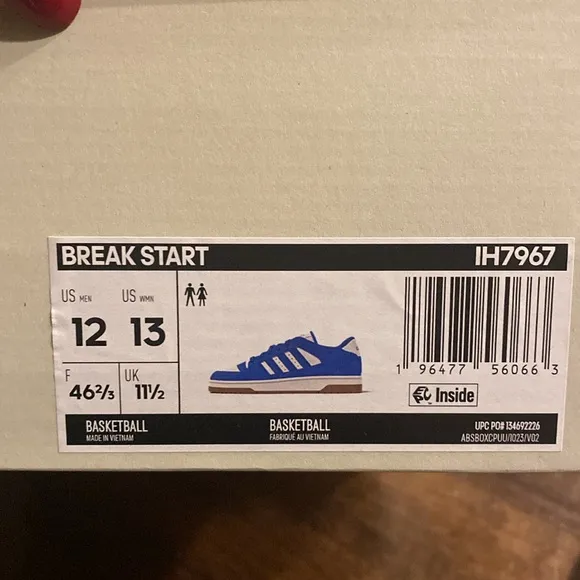 BREAK START IH7967
US MEN 12 US WMN 13
F 46⅔ UK 11½
1 96477 56066 3
Inside
BASKETBALL
MADE IN VIETNAM
BASKETBALL
FABRIQUÉ AU VIETNAM
UPC PO# 134692226
ABSBOXCPUU/1023/V02